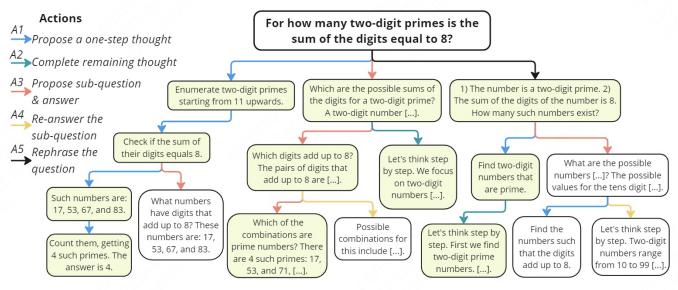 Actions
A1
Propose a one-step thought
A2
Complete remaining thought
A3
Propose sub-question
& answer
A4
Re-answer the
sub-question
A5
Rephrase the
question
For how many two-digit primes is the
sum of the digits equal to 8?
Enumerate two-digit primes
starting from 11 upwards.
Which are the possible sums of
the digits for a two-digit prime?
A two-digit number [...].
1) The number is a two-digit prime. 2)
The sum of the digits of the number is 8.
How many such numbers exist?
Check if the sum of
their digits equals 8.
Which digits add up to 8?
The pairs of digits that
add up to 8 are [...].
Let's think step
by step. We focus
on two-digit
numbers [...].
Find two-digit
numbers that
are prime.
What are the possible
numbers [...]? The possible
values for the tens digit [...].
Such numbers are:
17, 53, 67, and 83.
What numbers
have digits that
add up to 8? These
numbers are: 17,
53, 67, and 83.
Count them, getting
4 such primes. The
answer is 4.
Which of the
combinations are
prime numbers? There
are 4 such primes: 17,
53, and 71, [...].
Possible
combinations for
this include [...].
Let's think step by
step. First we find
two-digit prime
numbers. [...].
Find the
numbers such
that the digits
add up to 8.
Let's think step by
step. Two-digit
numbers range
from 10 to 99 [...].